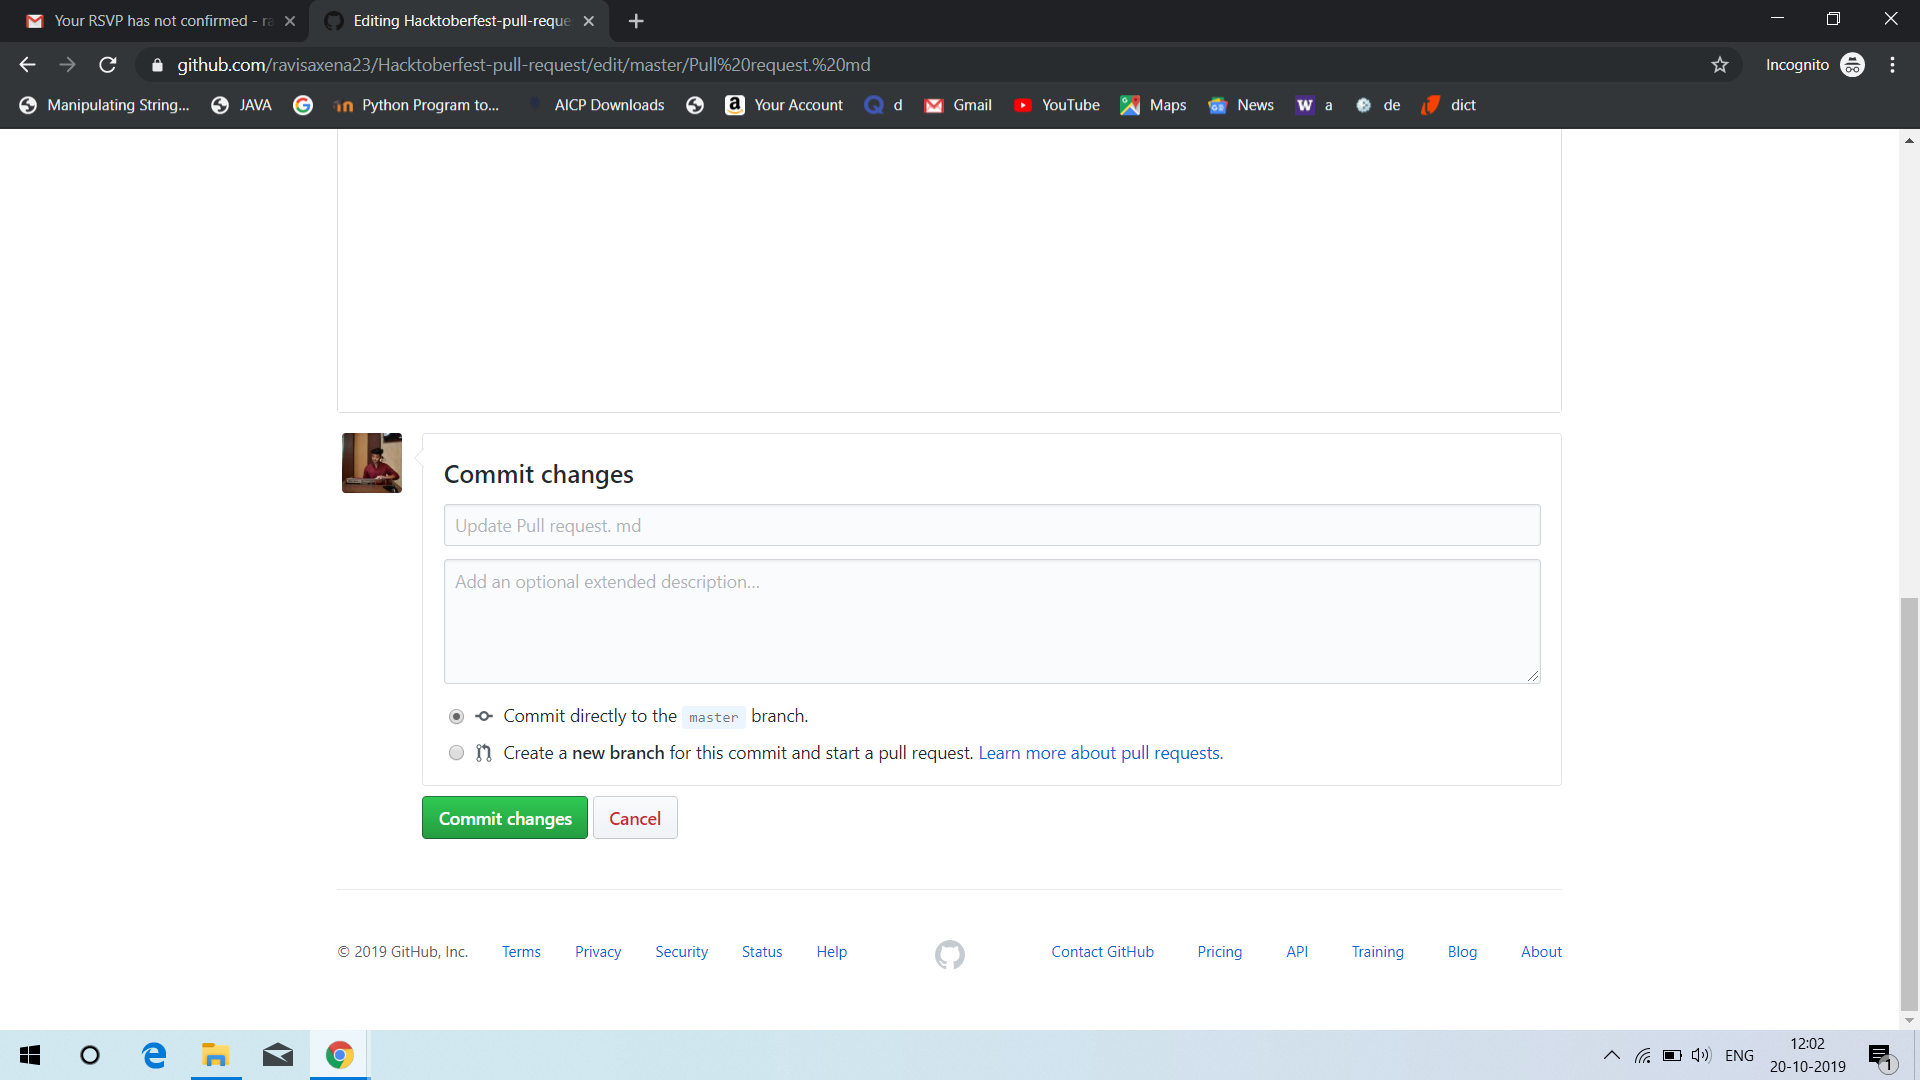 Your RSVP has not confirmed - ra
Editing Hacktoberfest-pull-reque
github.com/ravisaxena23/Hacktoberfest-pull-request/edit/master/Pull%20request.%20md
Incognito
Manipulating String... JAVA Python Program to... AICP Downloads Your Account d Gmail YouTube Maps News a de dict
Commit changes
Update Pull request. md
Add an optional extended description...
Commit directly to the master branch.
Create a new branch for this commit and start a pull request. Learn more about pull requests.
Commit changes Cancel
© 2019 GitHub, Inc. Terms Privacy Security Status Help Contact GitHub Pricing API Training Blog About
ENG
12:02
20-10-2019
1